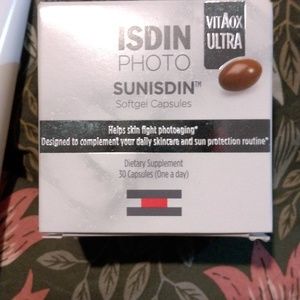 ISDIN
PHOTO
VITAOX
ULTRA
SUNISDIN™
Softgel Capsules
Helps skin fight photoaging*
Designed to complement your daily skincare and sun protection routine*
Dietary Supplement
30 Capsules (One a day)